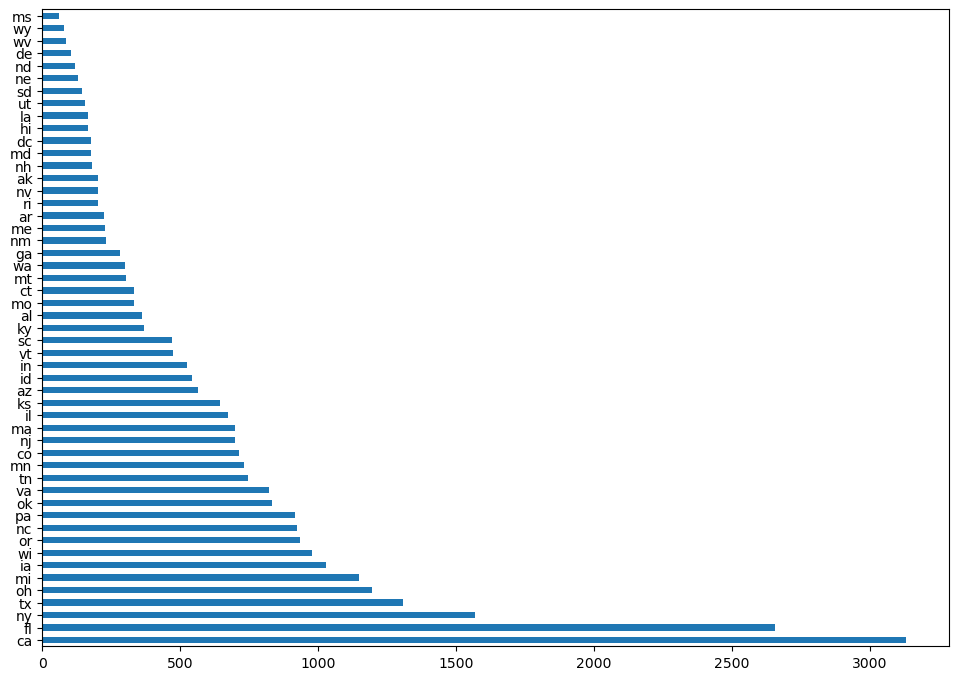 ms
wy
wv
de
nd
ne
sd
ut
la
hi
dc
md
nh
ak
nv
ri
ar
me
nm
ga
wa
mt
ct
mo
al
ky
sc
vt
in
id
az
ks
il
ma
nj
co
mn
tn
va
ok
pa
nc
or
wi
ia
mi
oh
tx
ny
fl
ca
0 500 1000 1500 2000 2500 3000